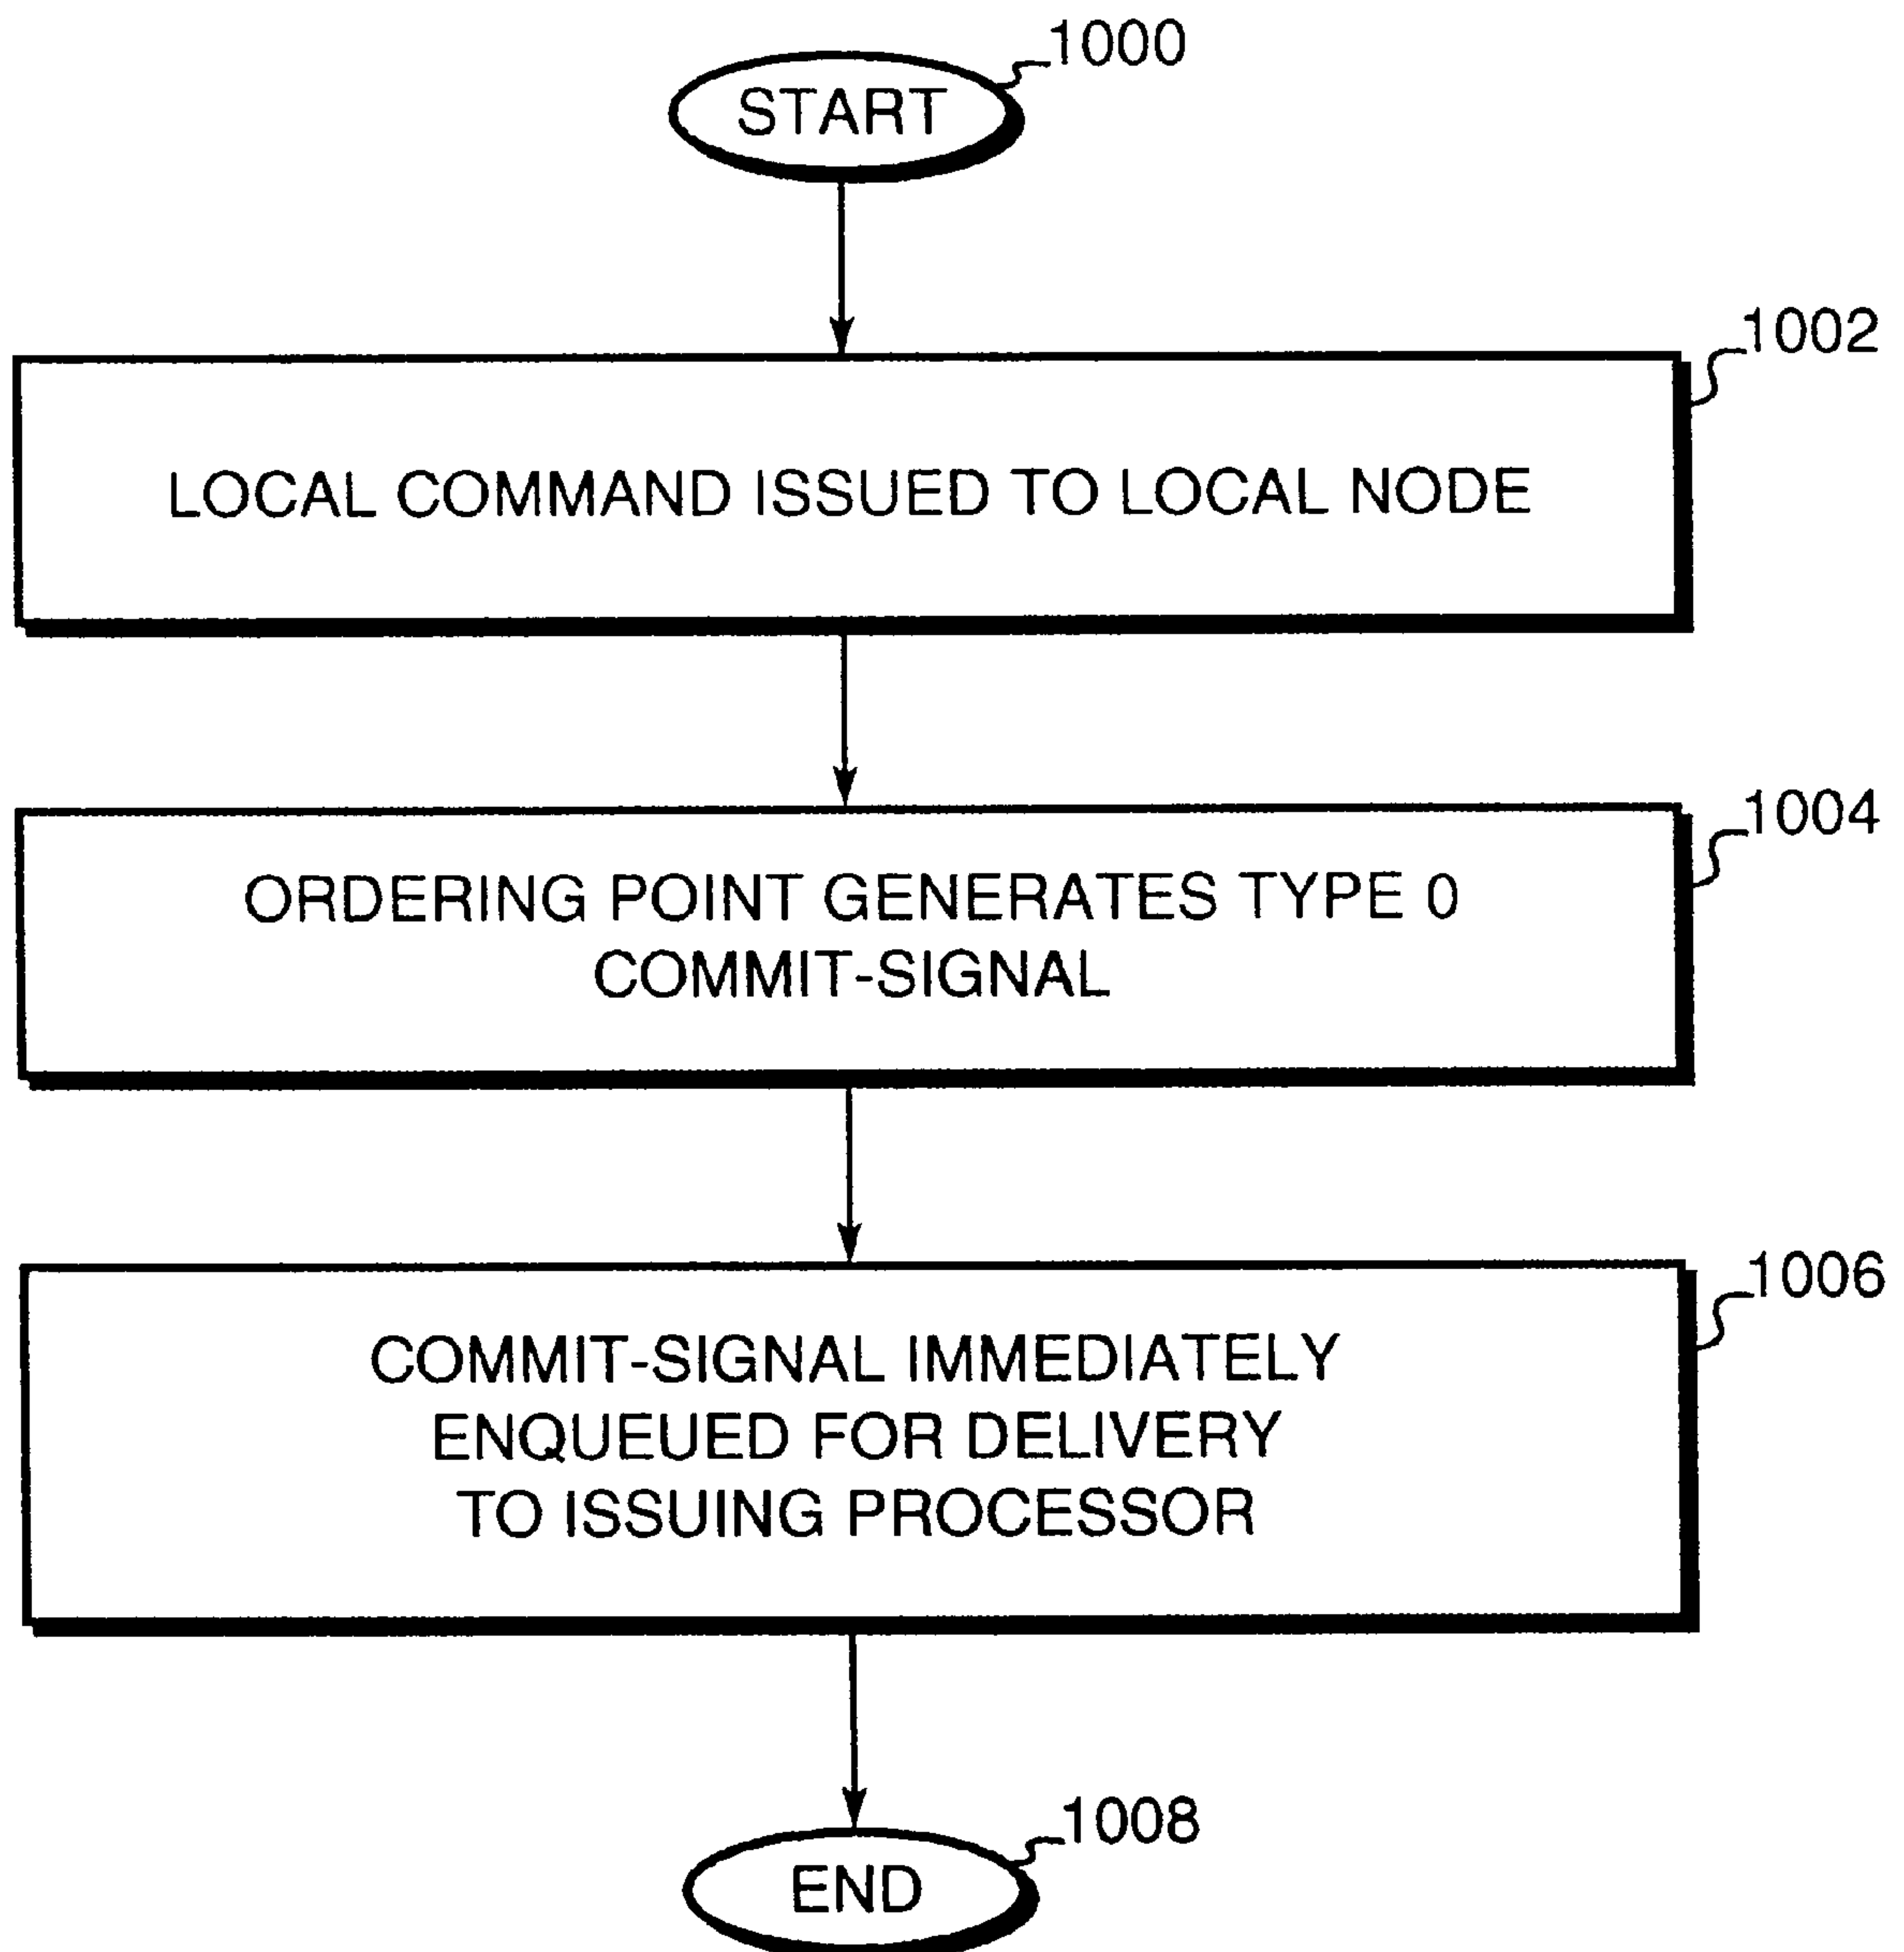 1000
START
1002
LOCAL COMMAND ISSUED TO LOCAL NODE
1004
ORDERING POINT GENERATES TYPE 0
COMMIT-SIGNAL
1006
COMMIT-SIGNAL IMMEDIATELY
ENQUEUED FOR DELIVERY
TO ISSUING PROCESSOR
1008
END